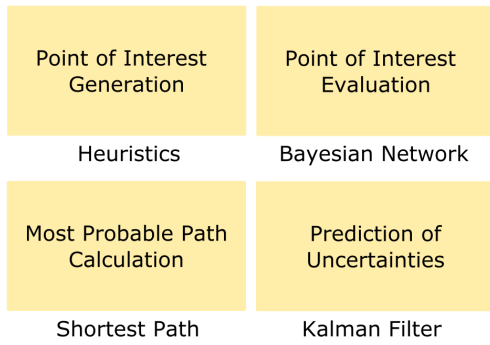 Point of Interest
Generation
Heuristics
Point of Interest
Evaluation
Bayesian Network
Most Probable Path
Calculation
Shortest Path
Prediction of
Uncertainties
Kalman Filter